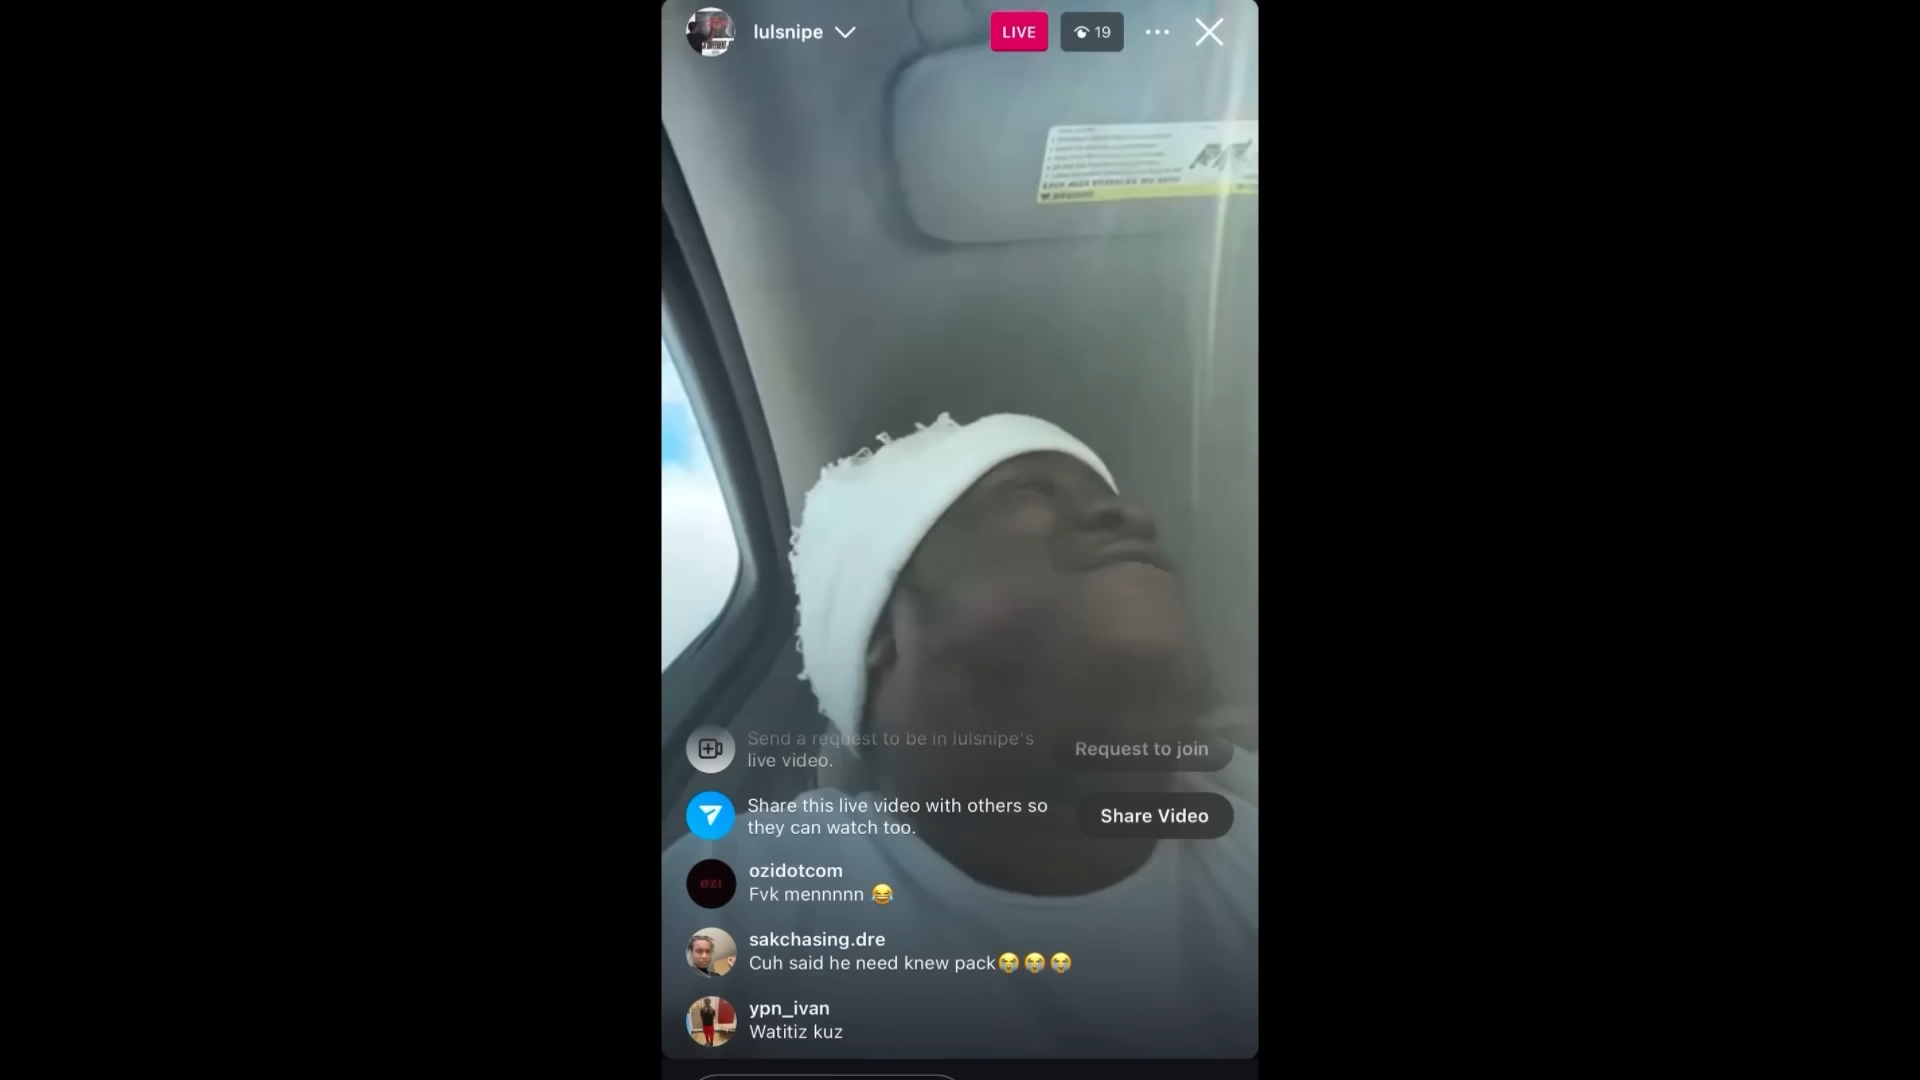 lulsnipe
LIVE
19
Send a request to be in lulsnipe's
live video.
Request to join
Share this live video with others so
they can watch too.
Share Video
ØZI
ozidotcom
Fvk mennnnn 😂
sakchasing.dre
Cuh said he need knew pack😭😭😭
ypn_ivan
Watitiz kuz